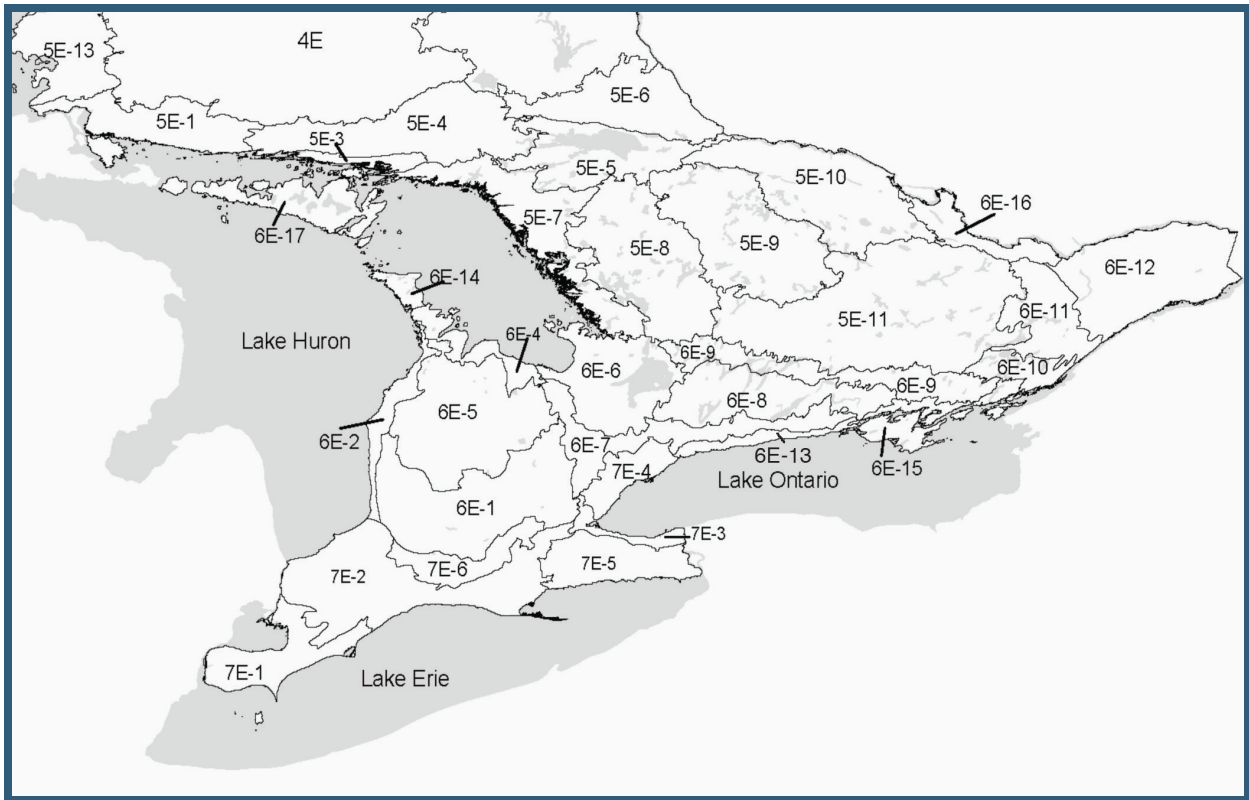 4E
5E-13
5E-6
5E-1
5E-4
5E-3
5E-5
5E-10
6E-16
5E-7
6E-17
5E-8
5E-9
6E-12
6E-14
6E-11
5E-11
Lake Huron
6E-4
6E-9
6E-10
6E-6
6E-9
6E-8
6E-5
6E-2
6E-7
6E-13
6E-15
7E-4
Lake Ontario
6E-1
7E-3
7E-5
7E-6
7E-2
7E-1
Lake Erie